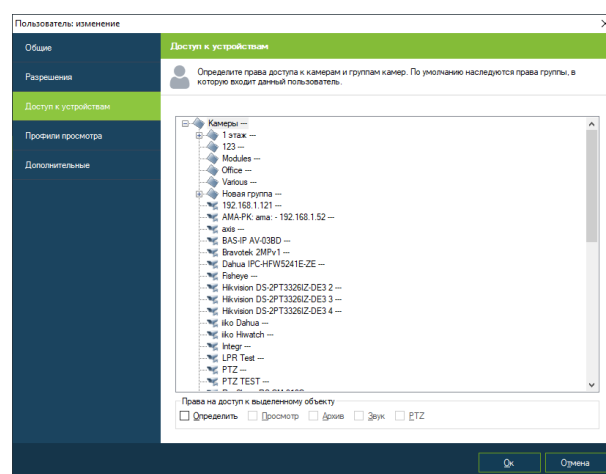 Пользователь: изменение
Общие
Разрешения
Доступ к устройствам
Профили просмотра
Дополнительные
Доступ к устройствам
Определите права доступа к камерам и группам камер. По умолчанию наследуются права группы, в
которую входит данный пользователь.
Камеры ---
1 этаж ---
123 ---
Modules ---
Office ---
Various ---
Новая группа ---
192.168.1.121 ---
AMA-PK: ama: - 192.168.1.52 ---
axis ---
BAS-IP AV-03BD ---
Bravotek 2MPv1 ---
Dahua IPC-HFW5241E-ZE ---
Fisheye ---
Hikvision DS-2PT3326IZ-DE3 2 ---
Hikvision DS-2PT3326IZ-DE3 3 ---
Hikvision DS-2PT3326IZ-DE3 4 ---
iiko Dahua ---
iiko Hiwatch ---
Integr ---
LPR Test ---
PTZ ---
PTZ TEST ---
Права на доступ к выделенному объекту
Определить Просмотр Архив Звук PTZ
Ок Отмена